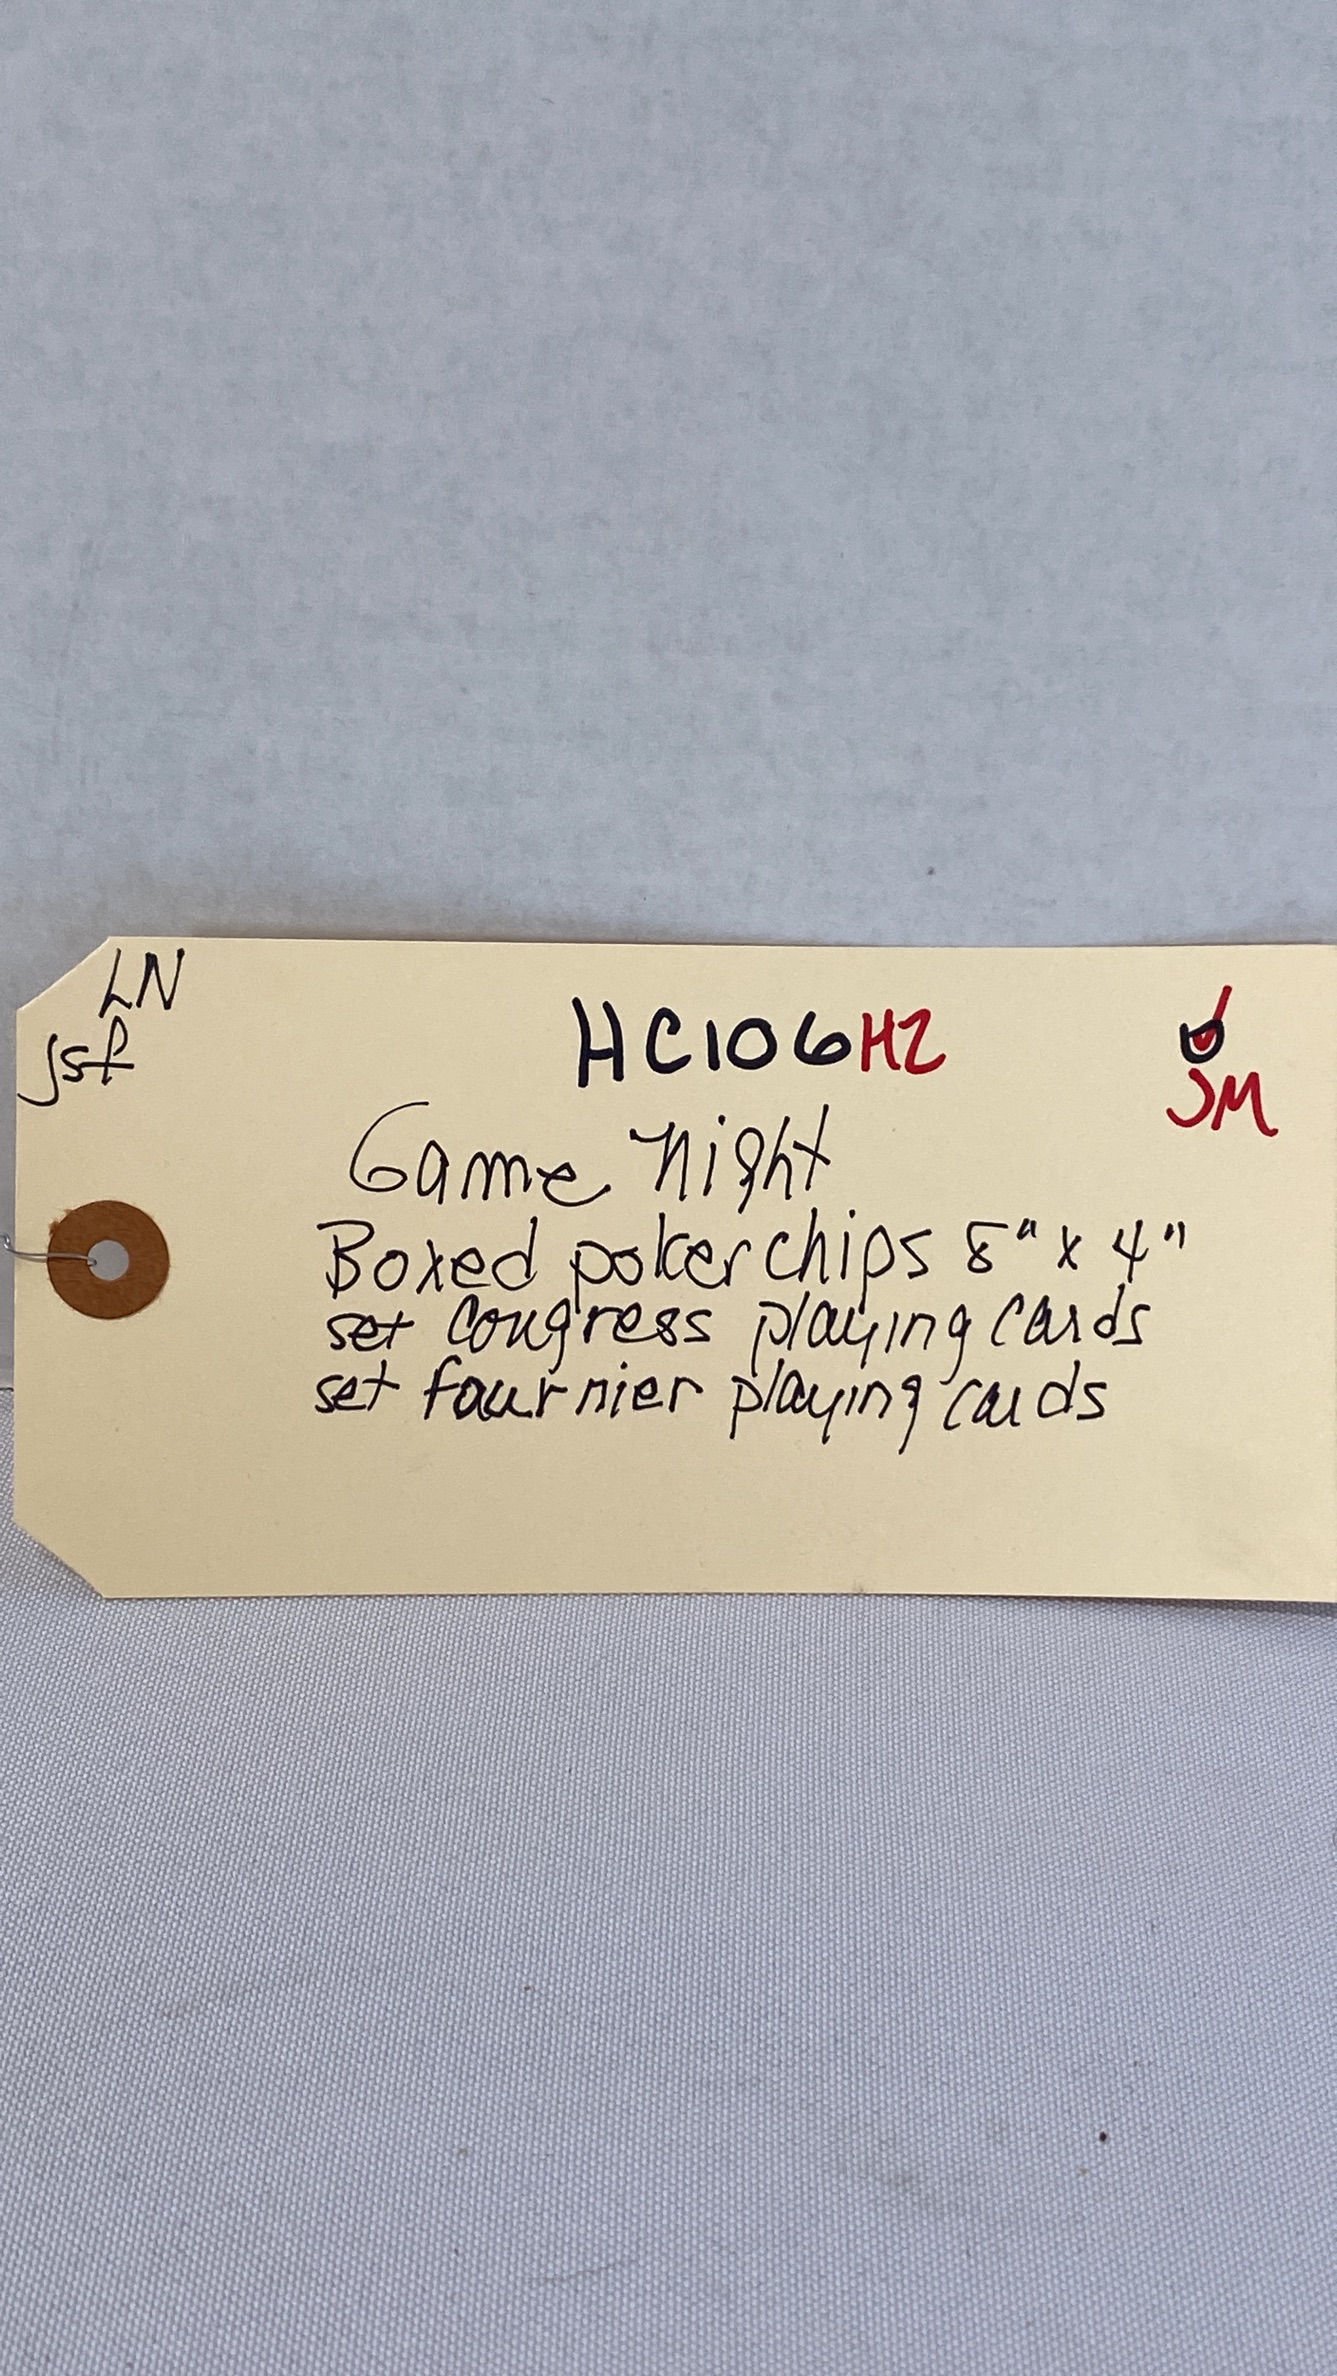 LN
jsf
HC106HZ
JM
Game Night
Boxed poker chips 8" x 4"
set Congress playing cards
set fournier playing cards